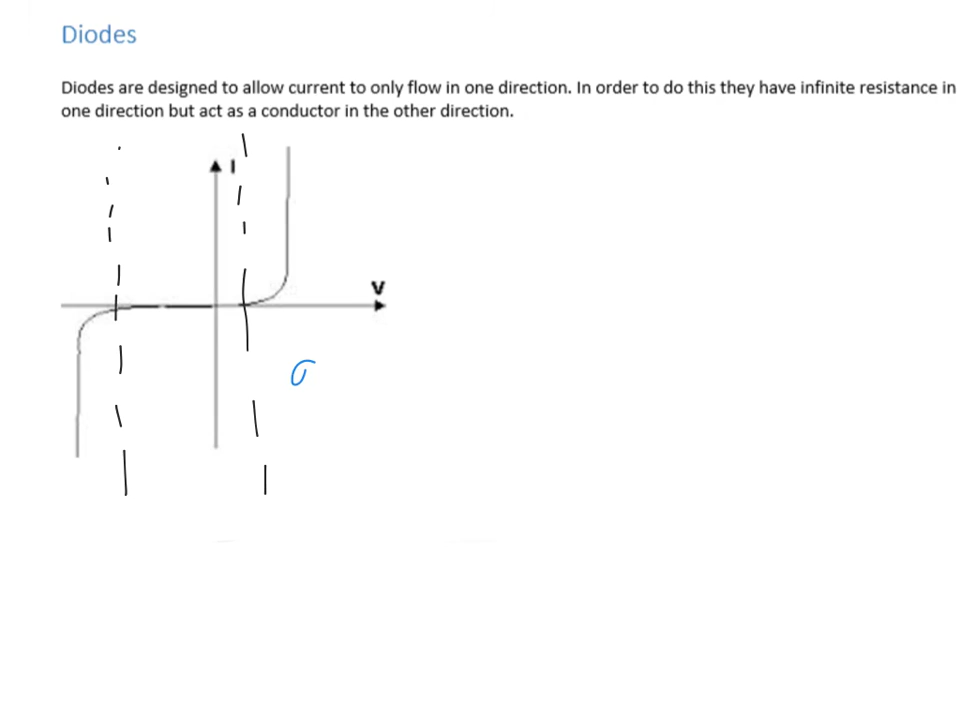 Diodes
Diodes are designed to allow current to only flow in one direction. In order to do this they have infinite resistance in
one direction but act as a conductor in the other direction.
I
V